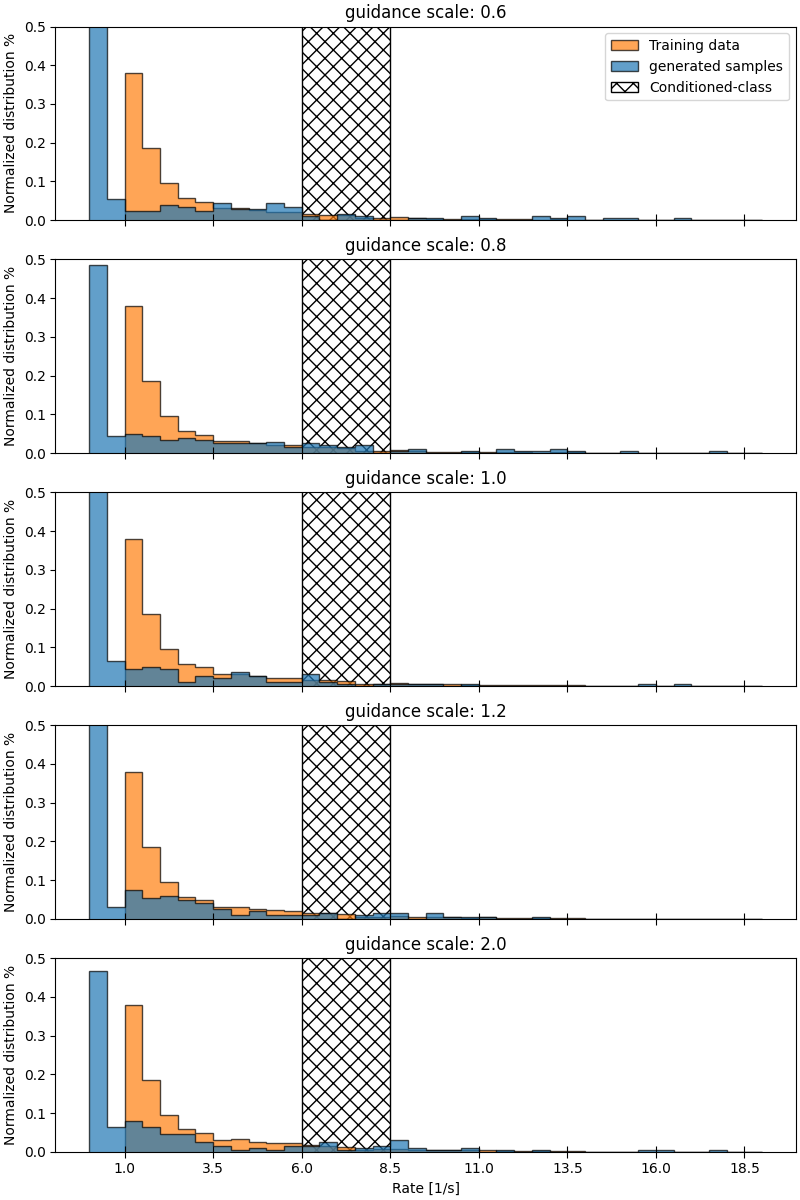 guidance scale: 0.6
Normalized distribution %
0.5
0.4
0.3
0.2
0.1
0.0
Training data
generated samples
Conditioned-class
guidance scale: 0.8
Normalized distribution %
0.5
0.4
0.3
0.2
0.1
0.0
guidance scale: 1.0
Normalized distribution %
0.5
0.4
0.3
0.2
0.1
0.0
guidance scale: 1.2
Normalized distribution %
0.5
0.4
0.3
0.2
0.1
0.0
guidance scale: 2.0
Normalized distribution %
0.5
0.4
0.3
0.2
0.1
0.0
1.0 3.5 6.0 8.5 11.0 13.5 16.0 18.5
Rate [1/s]